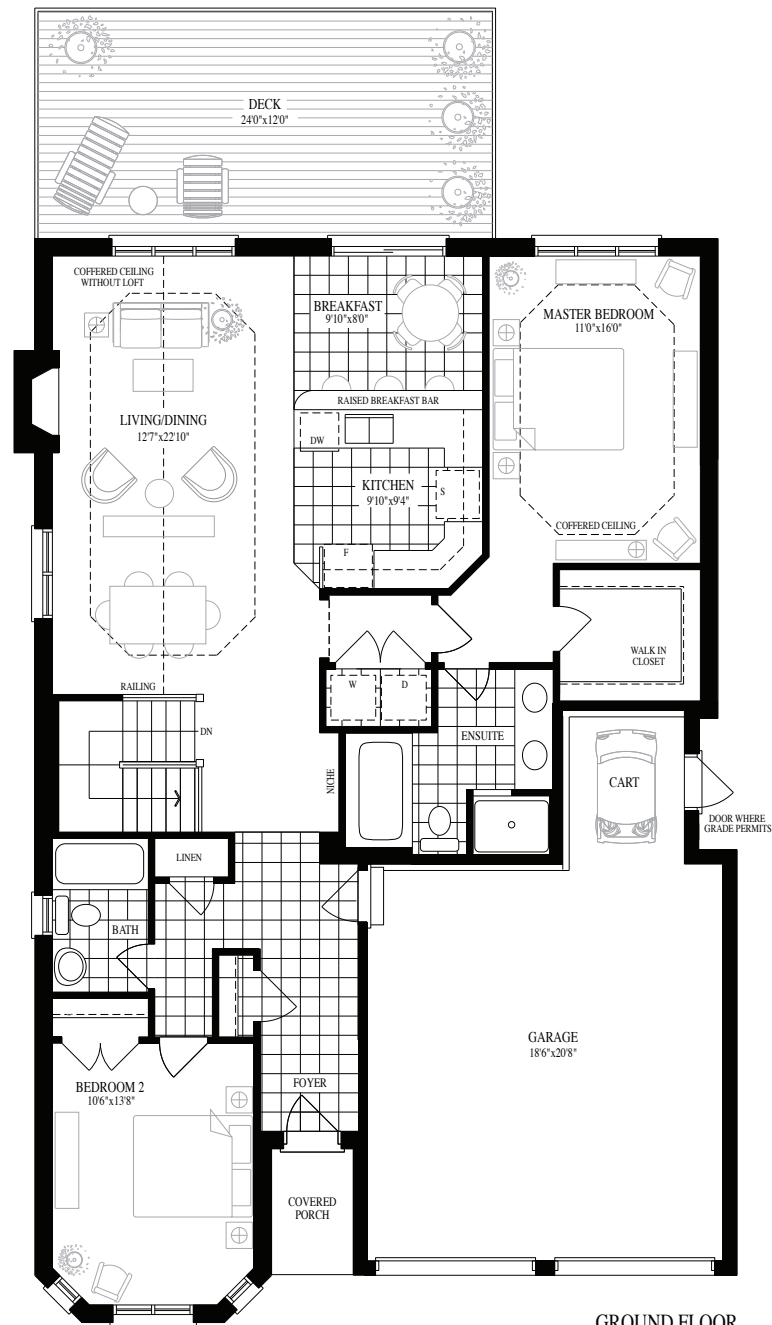 DECK
24'0"x12'0"
COFFERED CEILING
WITHOUT LOFT
BREAKFAST
9'10"x8'0"
MASTER BEDROOM
11'0"x16'0"
RAISED BREAKFAST BAR
LIVING/DINING
12'7"x22'10"
DW
KITCHEN
9'10"x9'4"
S
COFFERED CEILING
F
WALK IN
CLOSET
RAILING
W
D
DN
ENSUITE
NICHE
CART
DOOR WHERE
GRADE PERMITS
LINEN
BATH
GARAGE
18'6"x20'8"
FOYER
BEDROOM 2
10'6"x13'8"
COVERED
PORCH
GROUND FLOOR